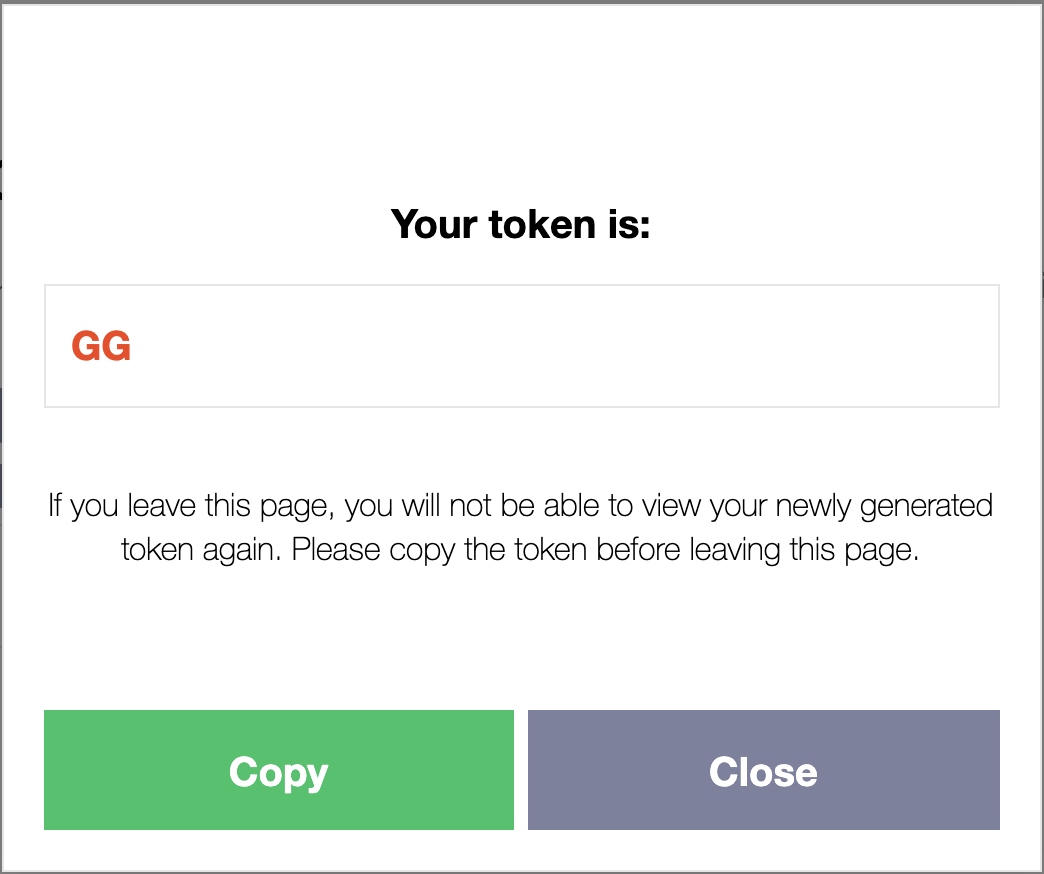 Your token is:
GG
If you leave this page, you will not be able to view your newly generated
token again. Please copy the token before leaving this page.
Copy
Close